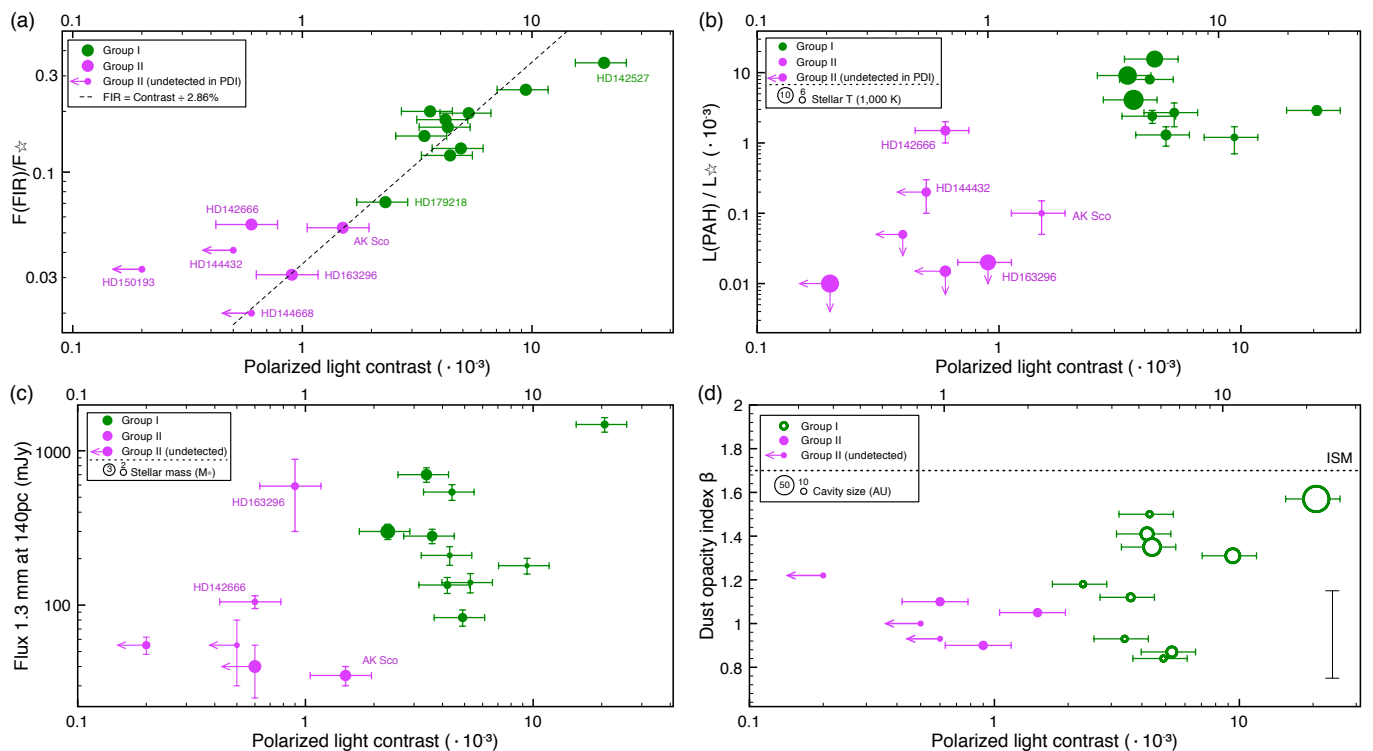 (a)
0.1 1 10
Group I
Group II
Group II (undetected in PDI)
FIR = Contrast ÷ 2.86%
HD142527
HD179218
HD142666
AK Sco
HD144432
HD163296
HD150193
HD144668
F(FIR)/F☆
0.3
0.1
0.03
0.1 1 10
Polarized light contrast ( · 10⁻³)
(b)
0.1 1 10
Group I
Group II
Group II (undetected in PDI)
10 6 Stellar T (1,000 K)
HD142666
HD144432
AK Sco
HD163296
L(PAH) / L☆ ( · 10⁻³)
10
1
0.1
0.01
0.1 1 10
Polarized light contrast ( · 10⁻³)
(c)
0.1 1 10
Group I
Group II
Group II (undetected)
3 2 Stellar mass (M☆)
HD163296
HD142666
AK Sco
Flux 1.3 mm at 140pc (mJy)
1000
100
0.1 1 10
Polarized light contrast ( · 10⁻³)
(d)
1 10
Group I
Group II
Group II (undetected)
50 10 Cavity size (AU)
ISM
Dust opacity index β
2
1.8
1.6
1.4
1.2
1
0.8
0.1 1 10
Polarized light contrast ( · 10⁻³)